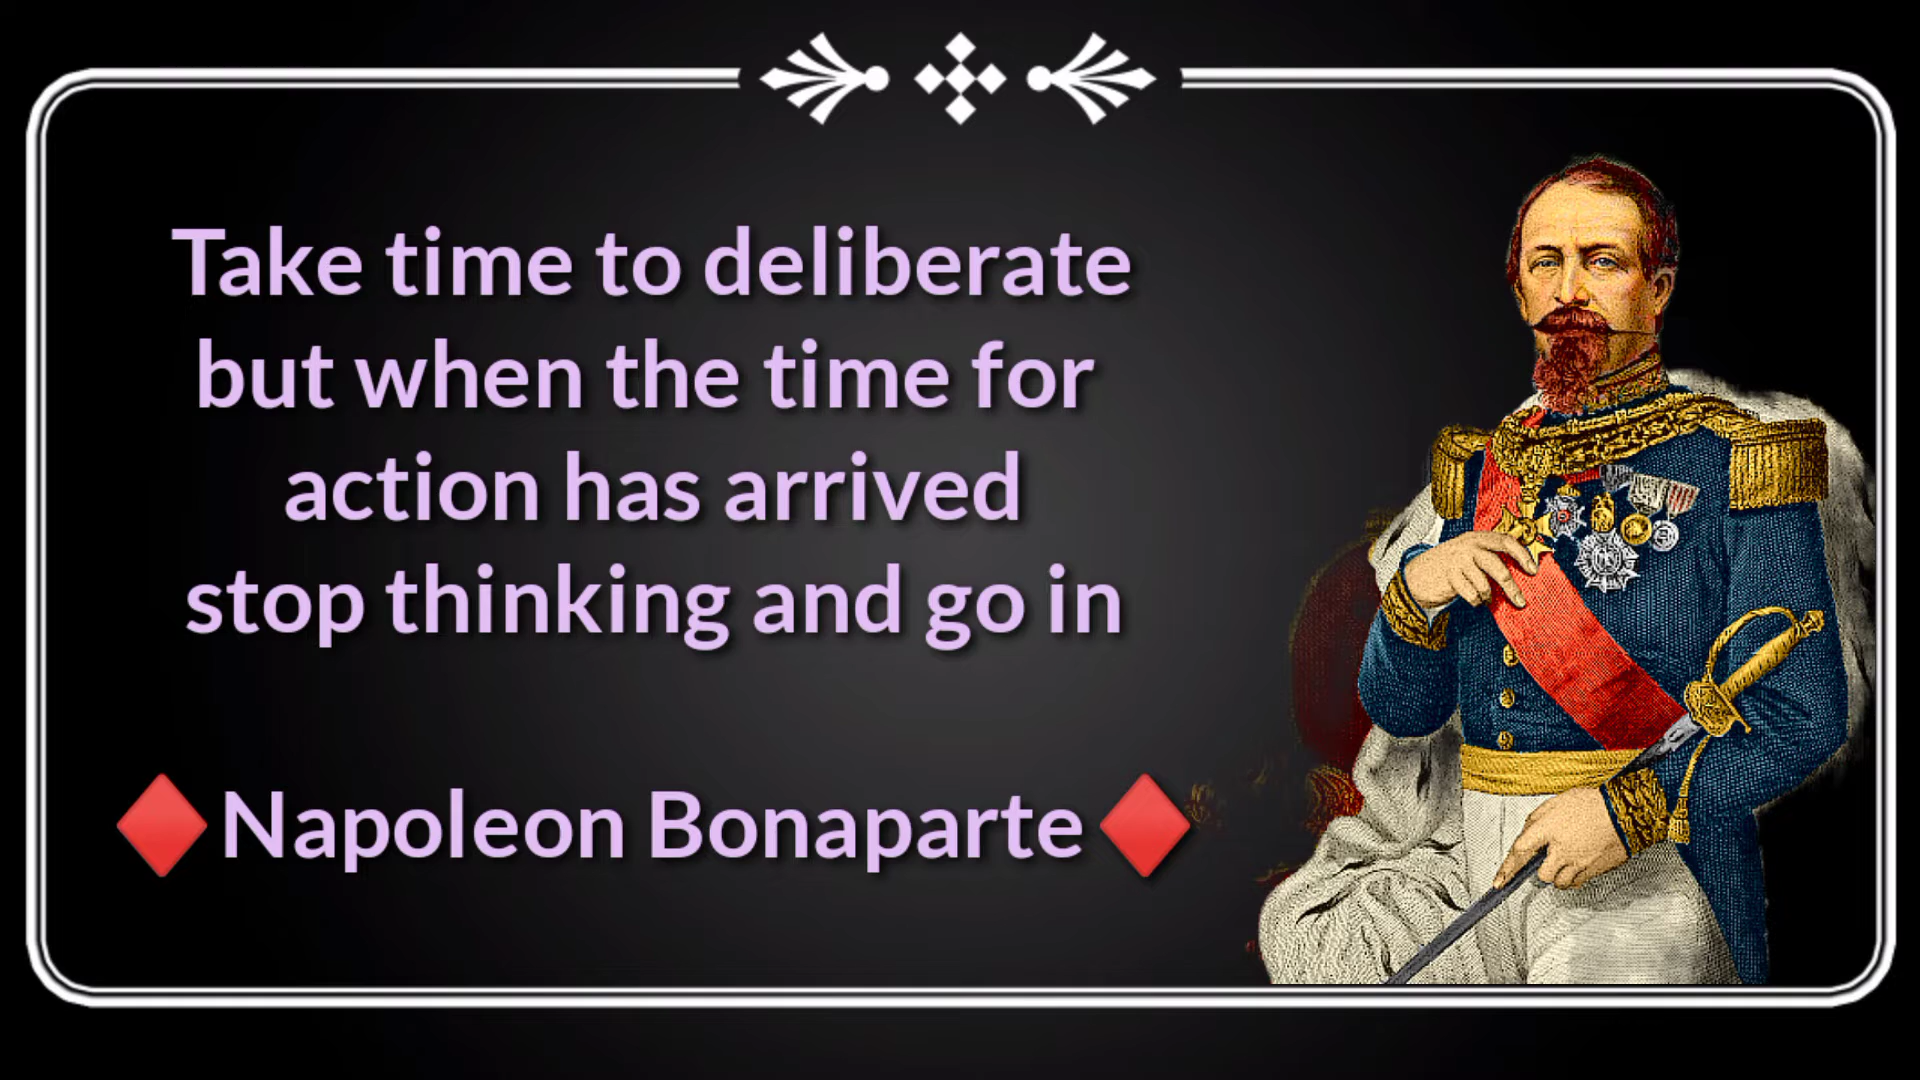 Take time to deliberate
but when the time for
action has arrived
stop thinking and go in
♦Napoleon Bonaparte♦